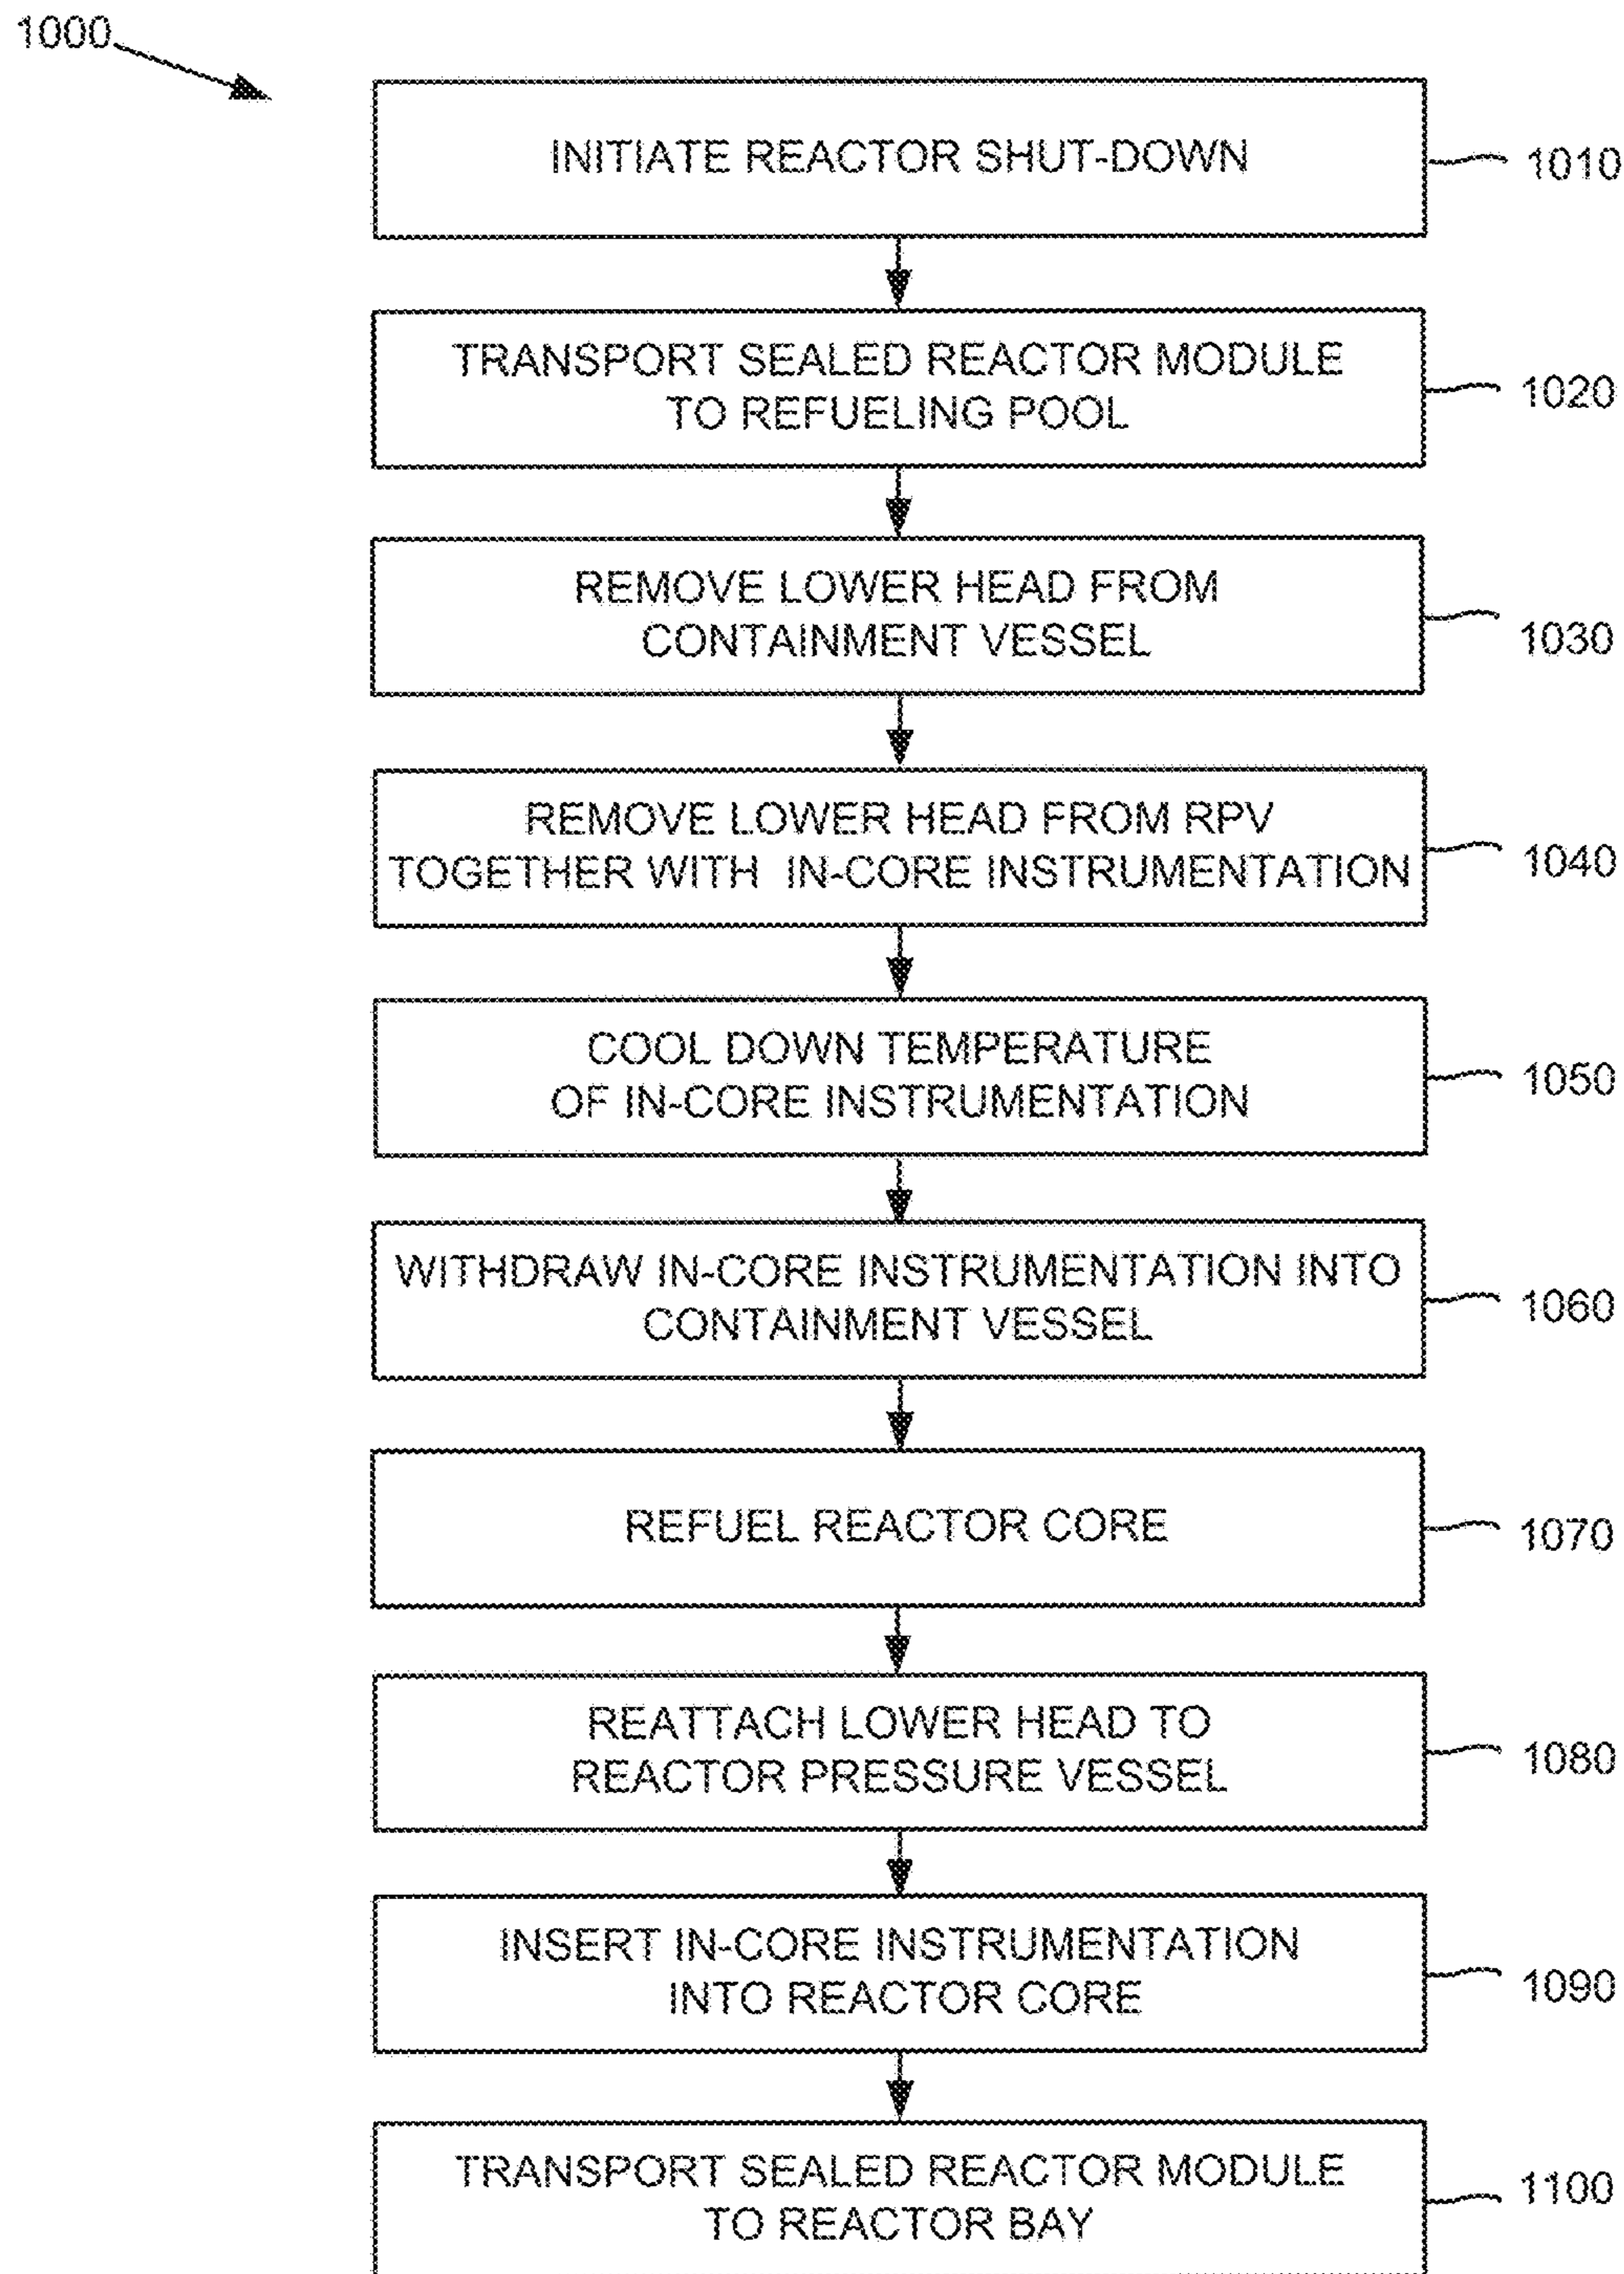 1000
INITIATE REACTOR SHUT-DOWN
1010
TRANSPORT SEALED REACTOR MODULE
TO REFUELING POOL
1020
REMOVE LOWER HEAD FROM
CONTAINMENT VESSEL
1030
REMOVE LOWER HEAD FROM RPV
TOGETHER WITH IN-CORE INSTRUMENTATION
1040
COOL DOWN TEMPERATURE
OF IN-CORE INSTRUMENTATION
1050
WITHDRAW IN-CORE INSTRUMENTATION INTO
CONTAINMENT VESSEL
1060
REFUEL REACTOR CORE
1070
REATTACH LOWER HEAD TO
REACTOR PRESSURE VESSEL
1080
INSERT IN-CORE INSTRUMENTATION
INTO REACTOR CORE
1090
TRANSPORT SEALED REACTOR MODULE
TO REACTOR BAY
1100